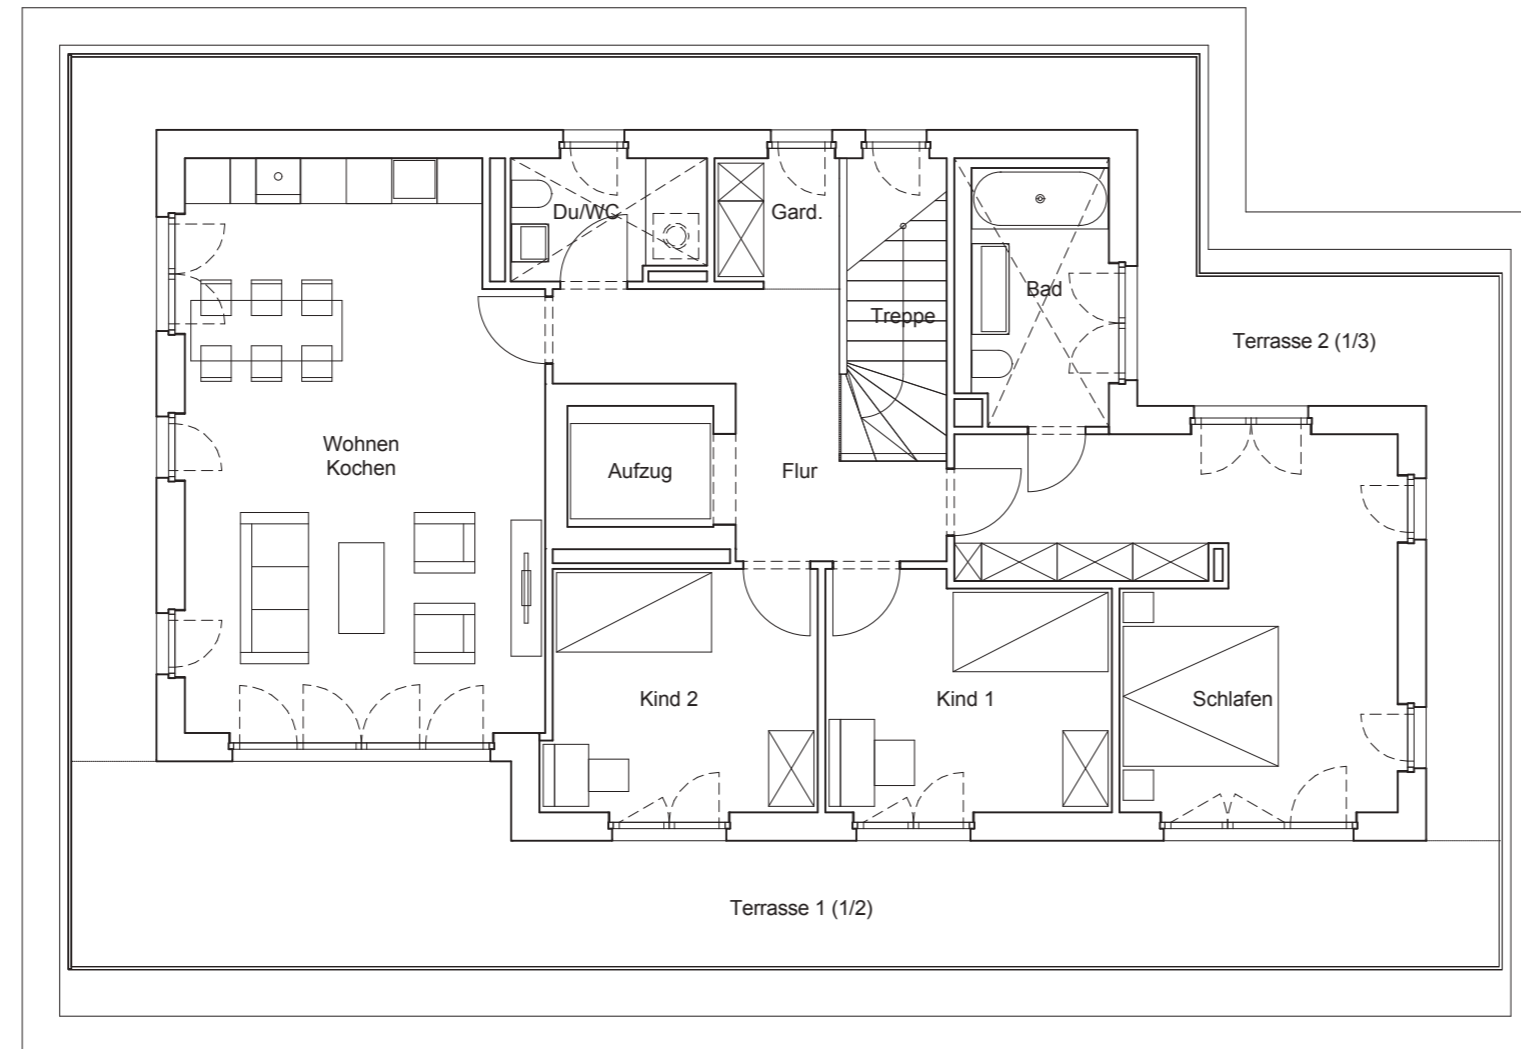 Du/WC
Gard.
Bad
Treppe
Terrasse 2 (1/3)
Wohnen
Kochen
Aufzug
Flur
Kind 2
Kind 1
Schlafen
Terrasse 1 (1/2)